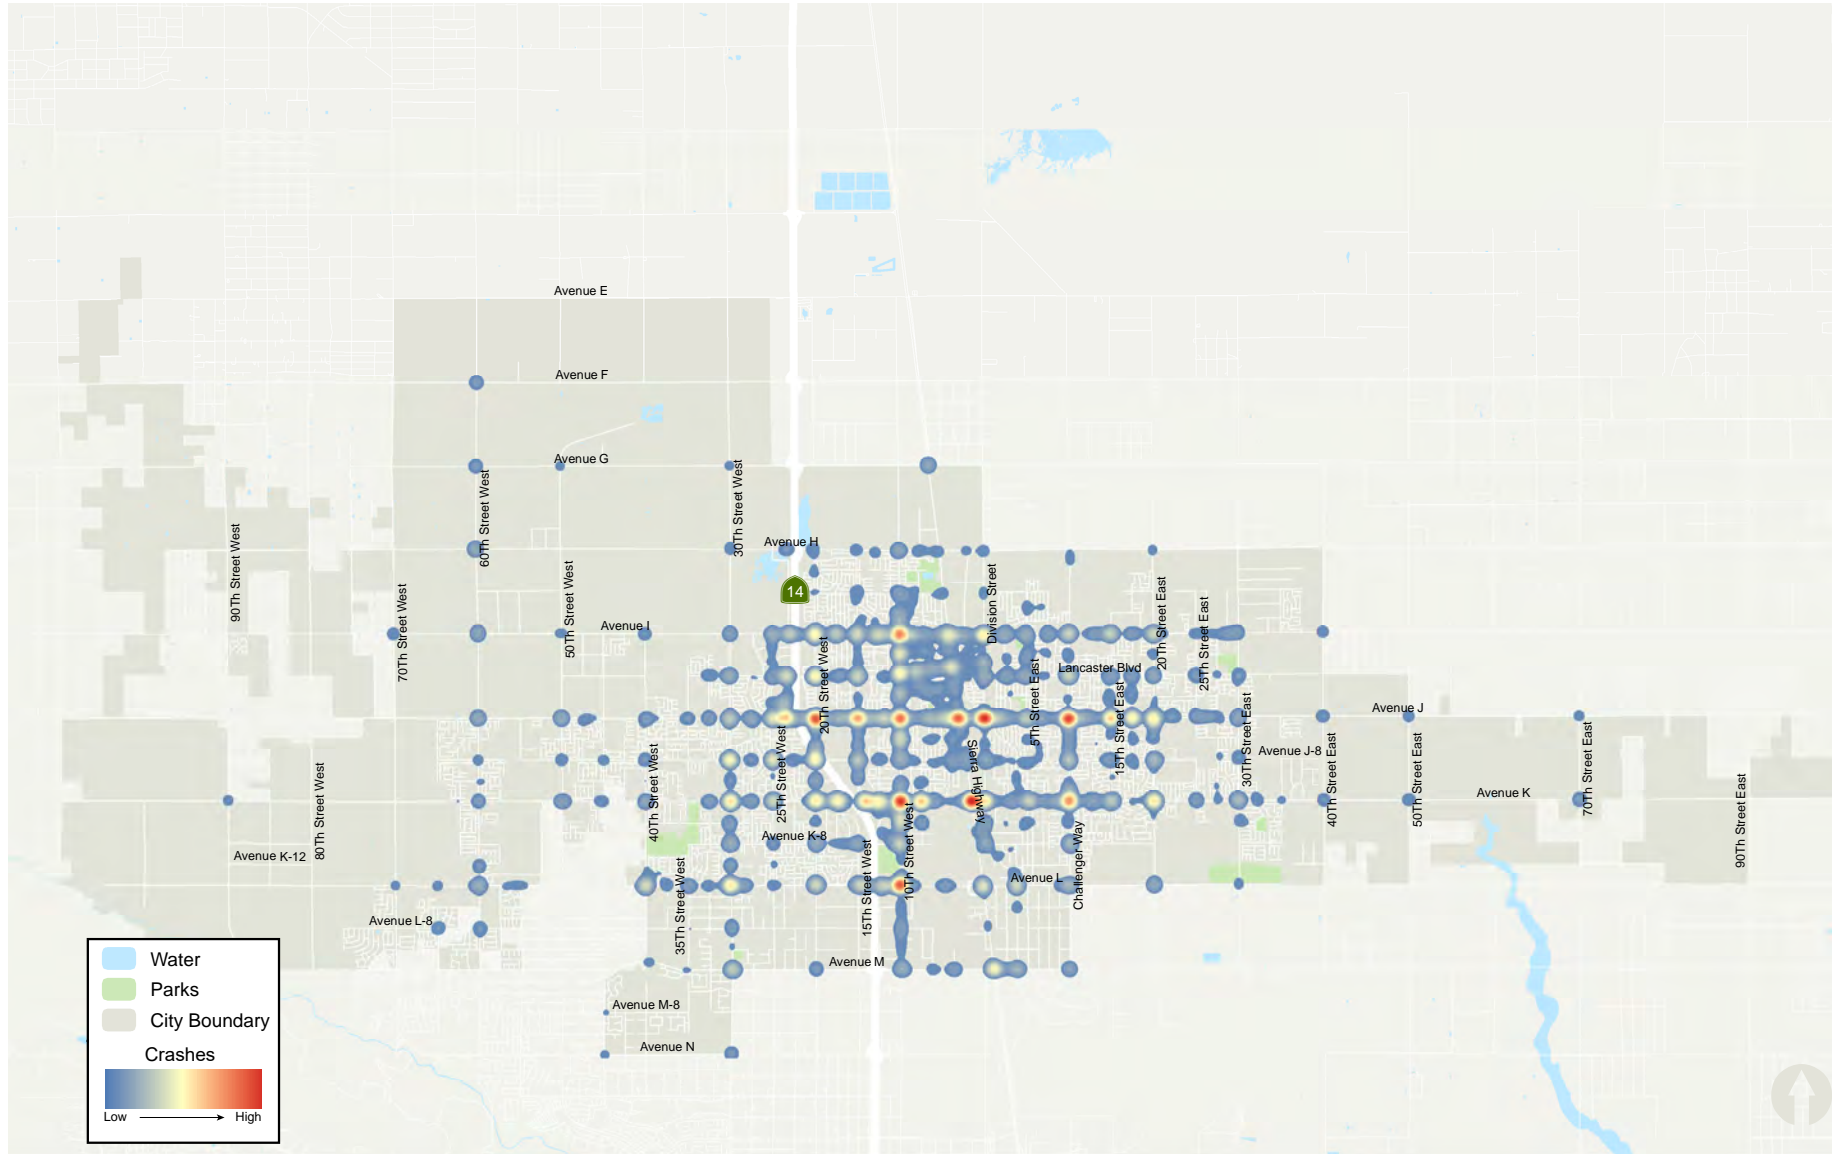 Avenue E
Avenue F
Avenue G
60Th Street West
30Th Street West
Avenue H
90Th Street West
50Th Street West
70Th Street West
14
Division Street
20Th Street East
25Th Street East
Avenue I
20Th Street West
Lancaster Blvd
5Th Street East
15Th Street East
30Th Street East
Avenue J
Avenue J-8
25Th Street West
Sierra Highway
40Th Street East
50Th Street East
70Th Street East
90Th Street East
Avenue K
80Th Street West
40Th Street West
Avenue K-8
10Th Street West
15Th Street West
Challenger Way
Avenue K-12
35Th Street West
Avenue L
Avenue L-8
Avenue M
Avenue M-8
Avenue N
Water
Parks
City Boundary
Crashes
Low
High